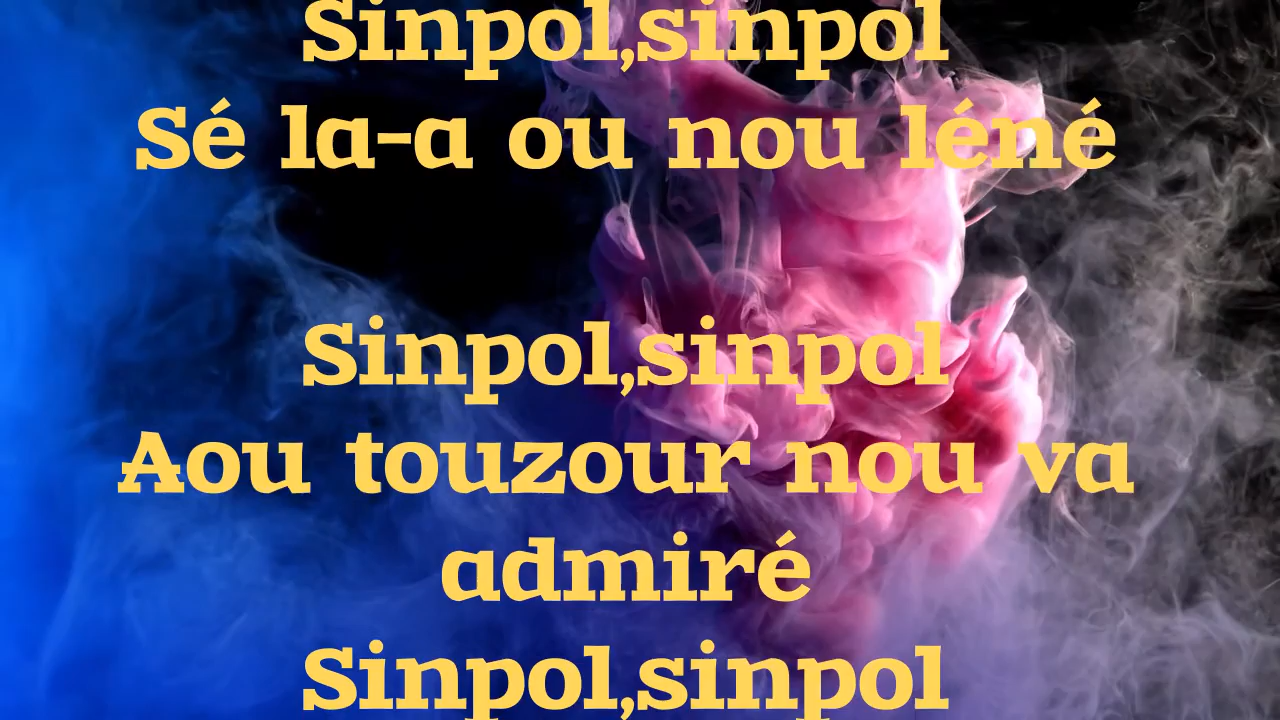 Sinpol,sinpol
Sé la-a ou nou léné
Sinpol,sinpol
Aou touzour nou va
admiré
Sinpol,sinpol